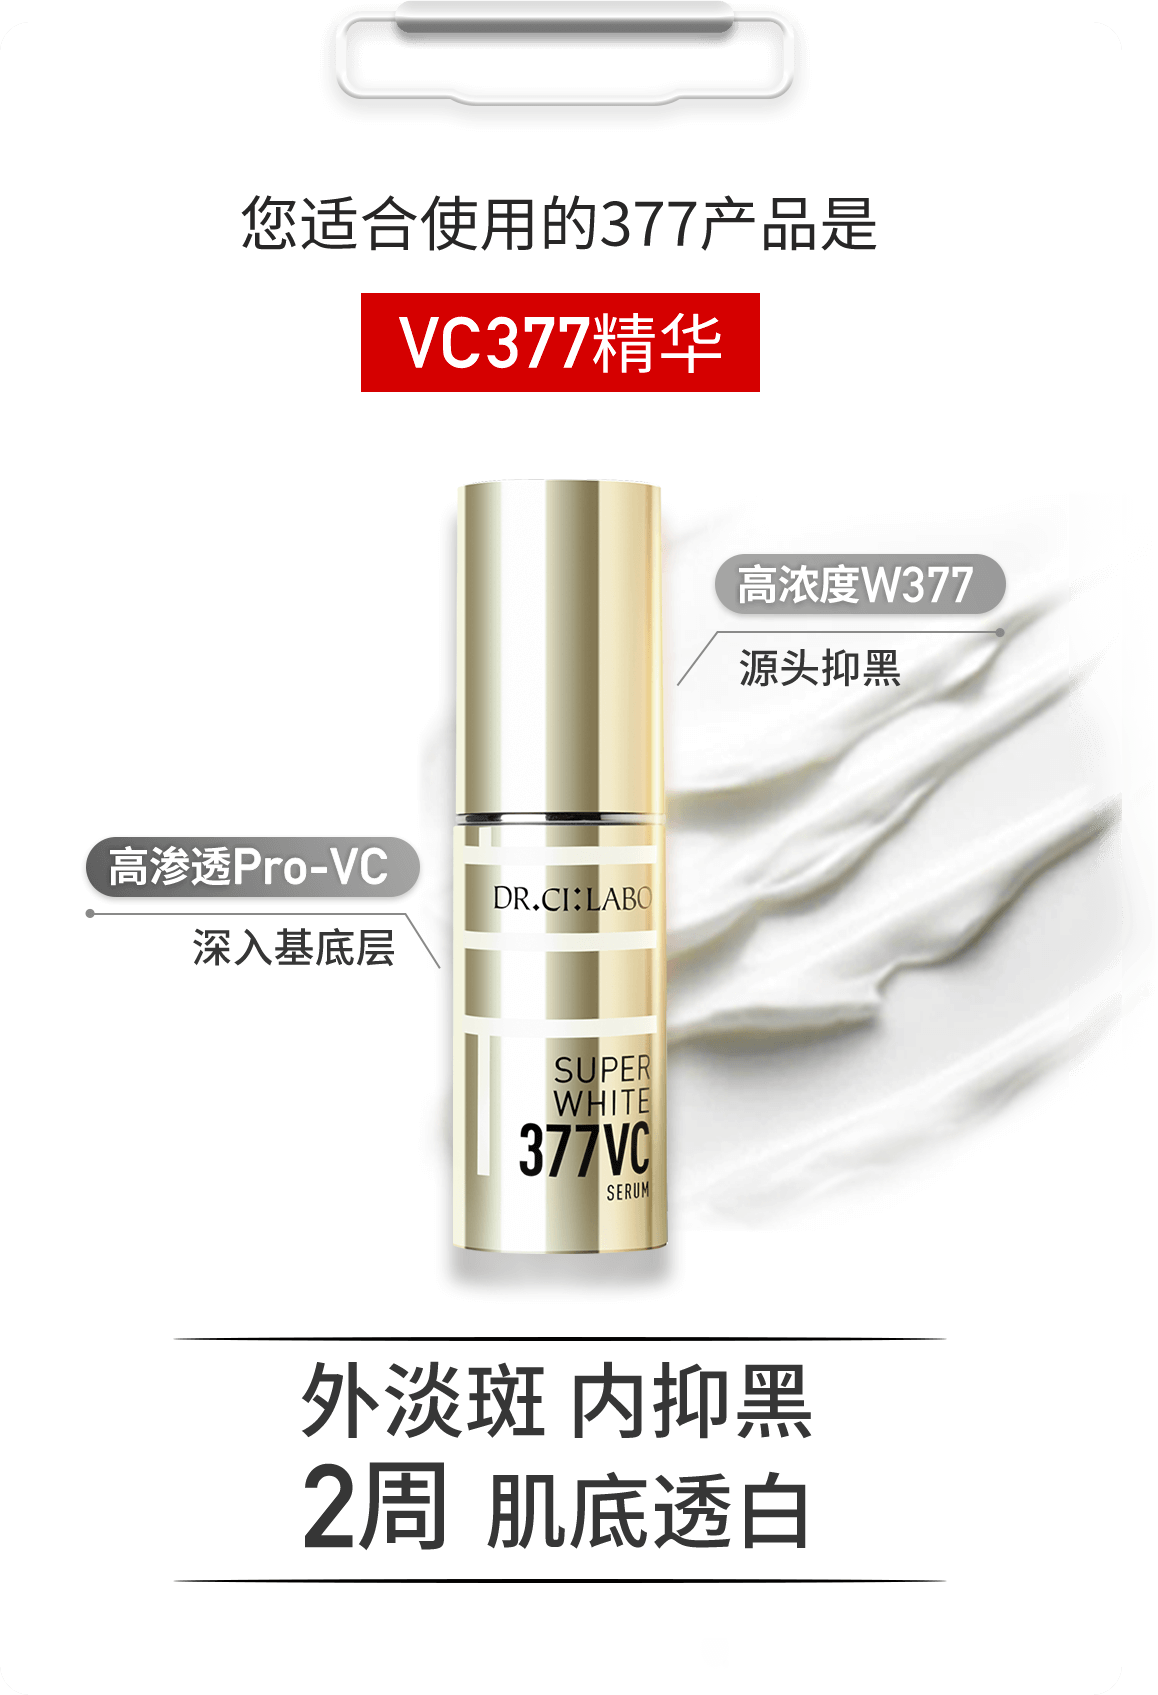 您适合使用的377产品是
VC377精华
高浓度W377
源头抑黑
高渗透Pro-VC
深入基底层
DR.CI:LABO
SUPER
WHITE
377VC
SERUM
外淡斑 内抑黑
2周 肌底透白